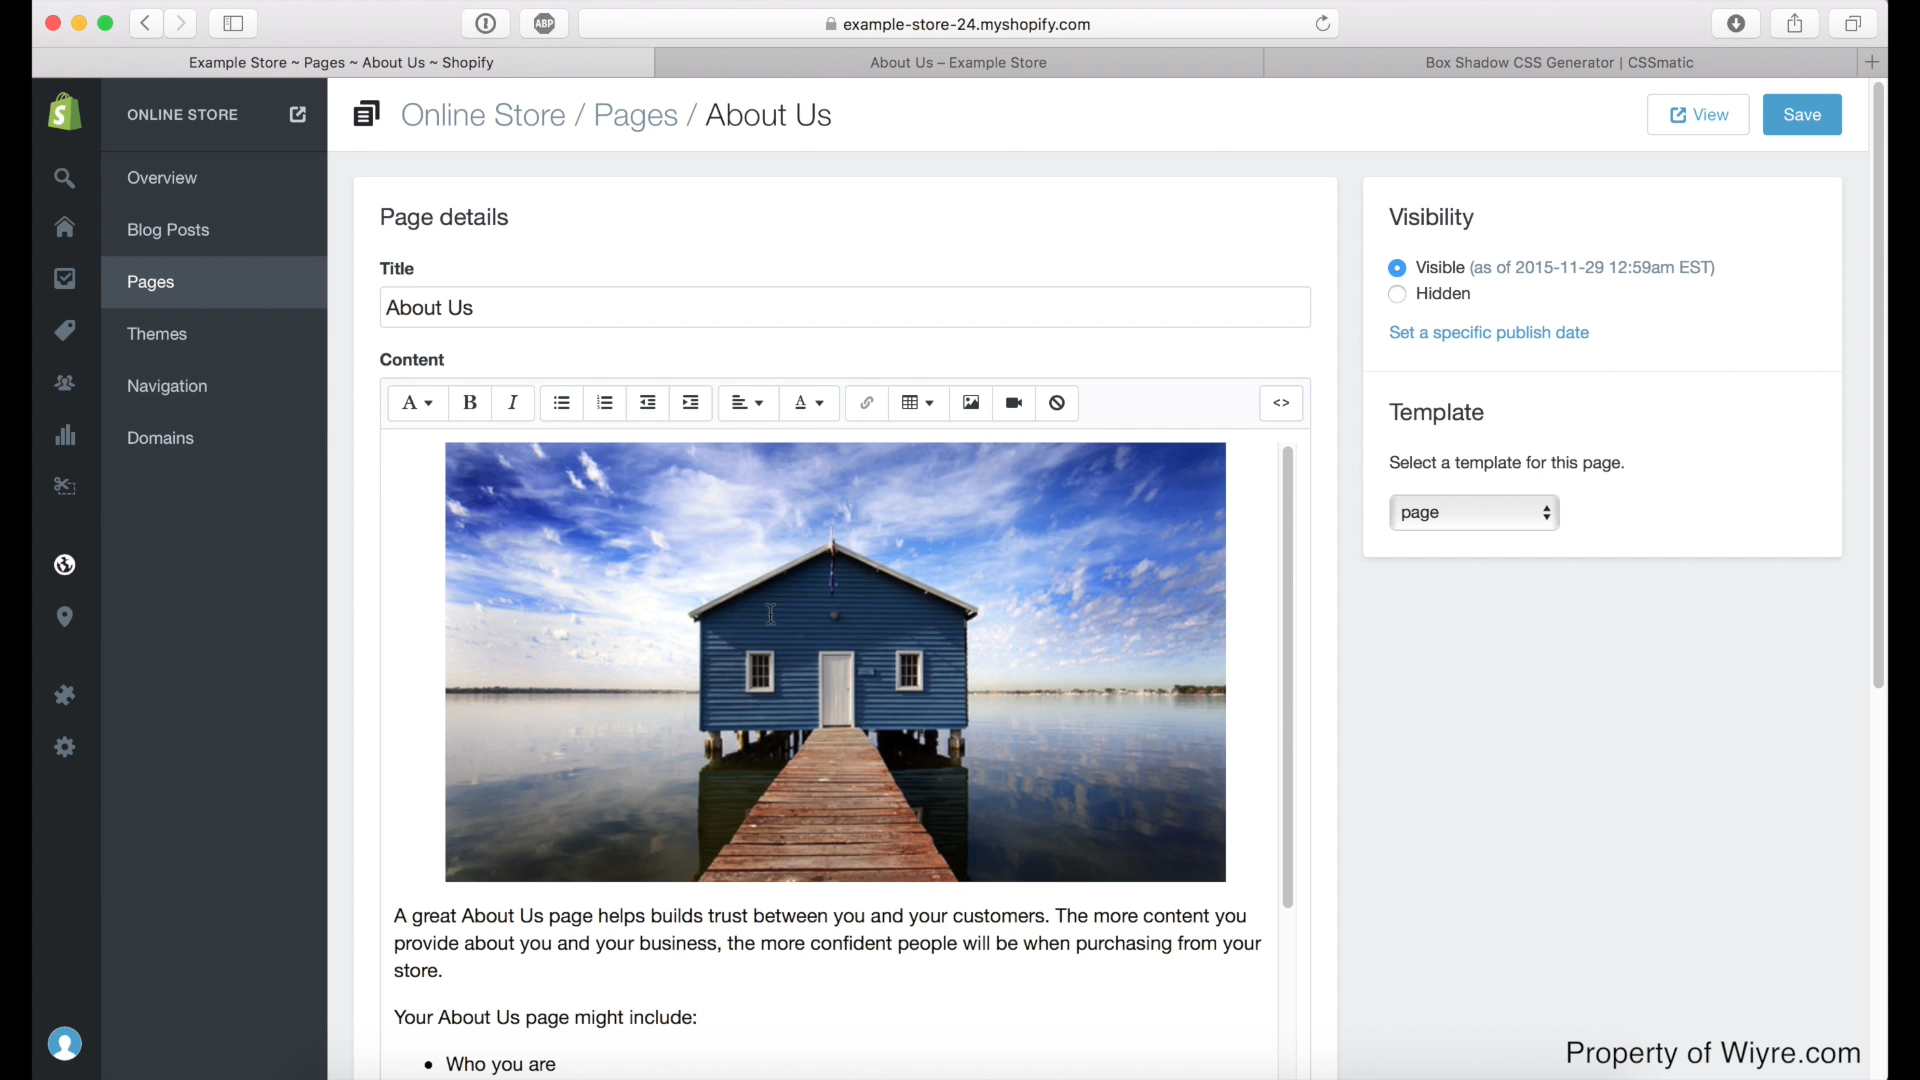 ABP
example-store-24.myshopify.com
Example Store ~ Pages ~ About Us ~ Shopify
About Us – Example Store
Box Shadow CSS Generator | CSSmatic
ONLINE STORE
Online Store / Pages / About Us
View
Save
Overview
Blog Posts
Pages
Themes
Navigation
Domains
Page details
Title
About Us
Content
A
B
I
A
<>
A great About Us page helps builds trust between you and your customers. The more content you
provide about you and your business, the more confident people will be when purchasing from your
store.
Your About Us page might include:
• Who you are
Visibility
Visible (as of 2015-11-29 12:59am EST)
Hidden
Set a specific publish date
Template
Select a template for this page.
page
Property of Wiyre.com